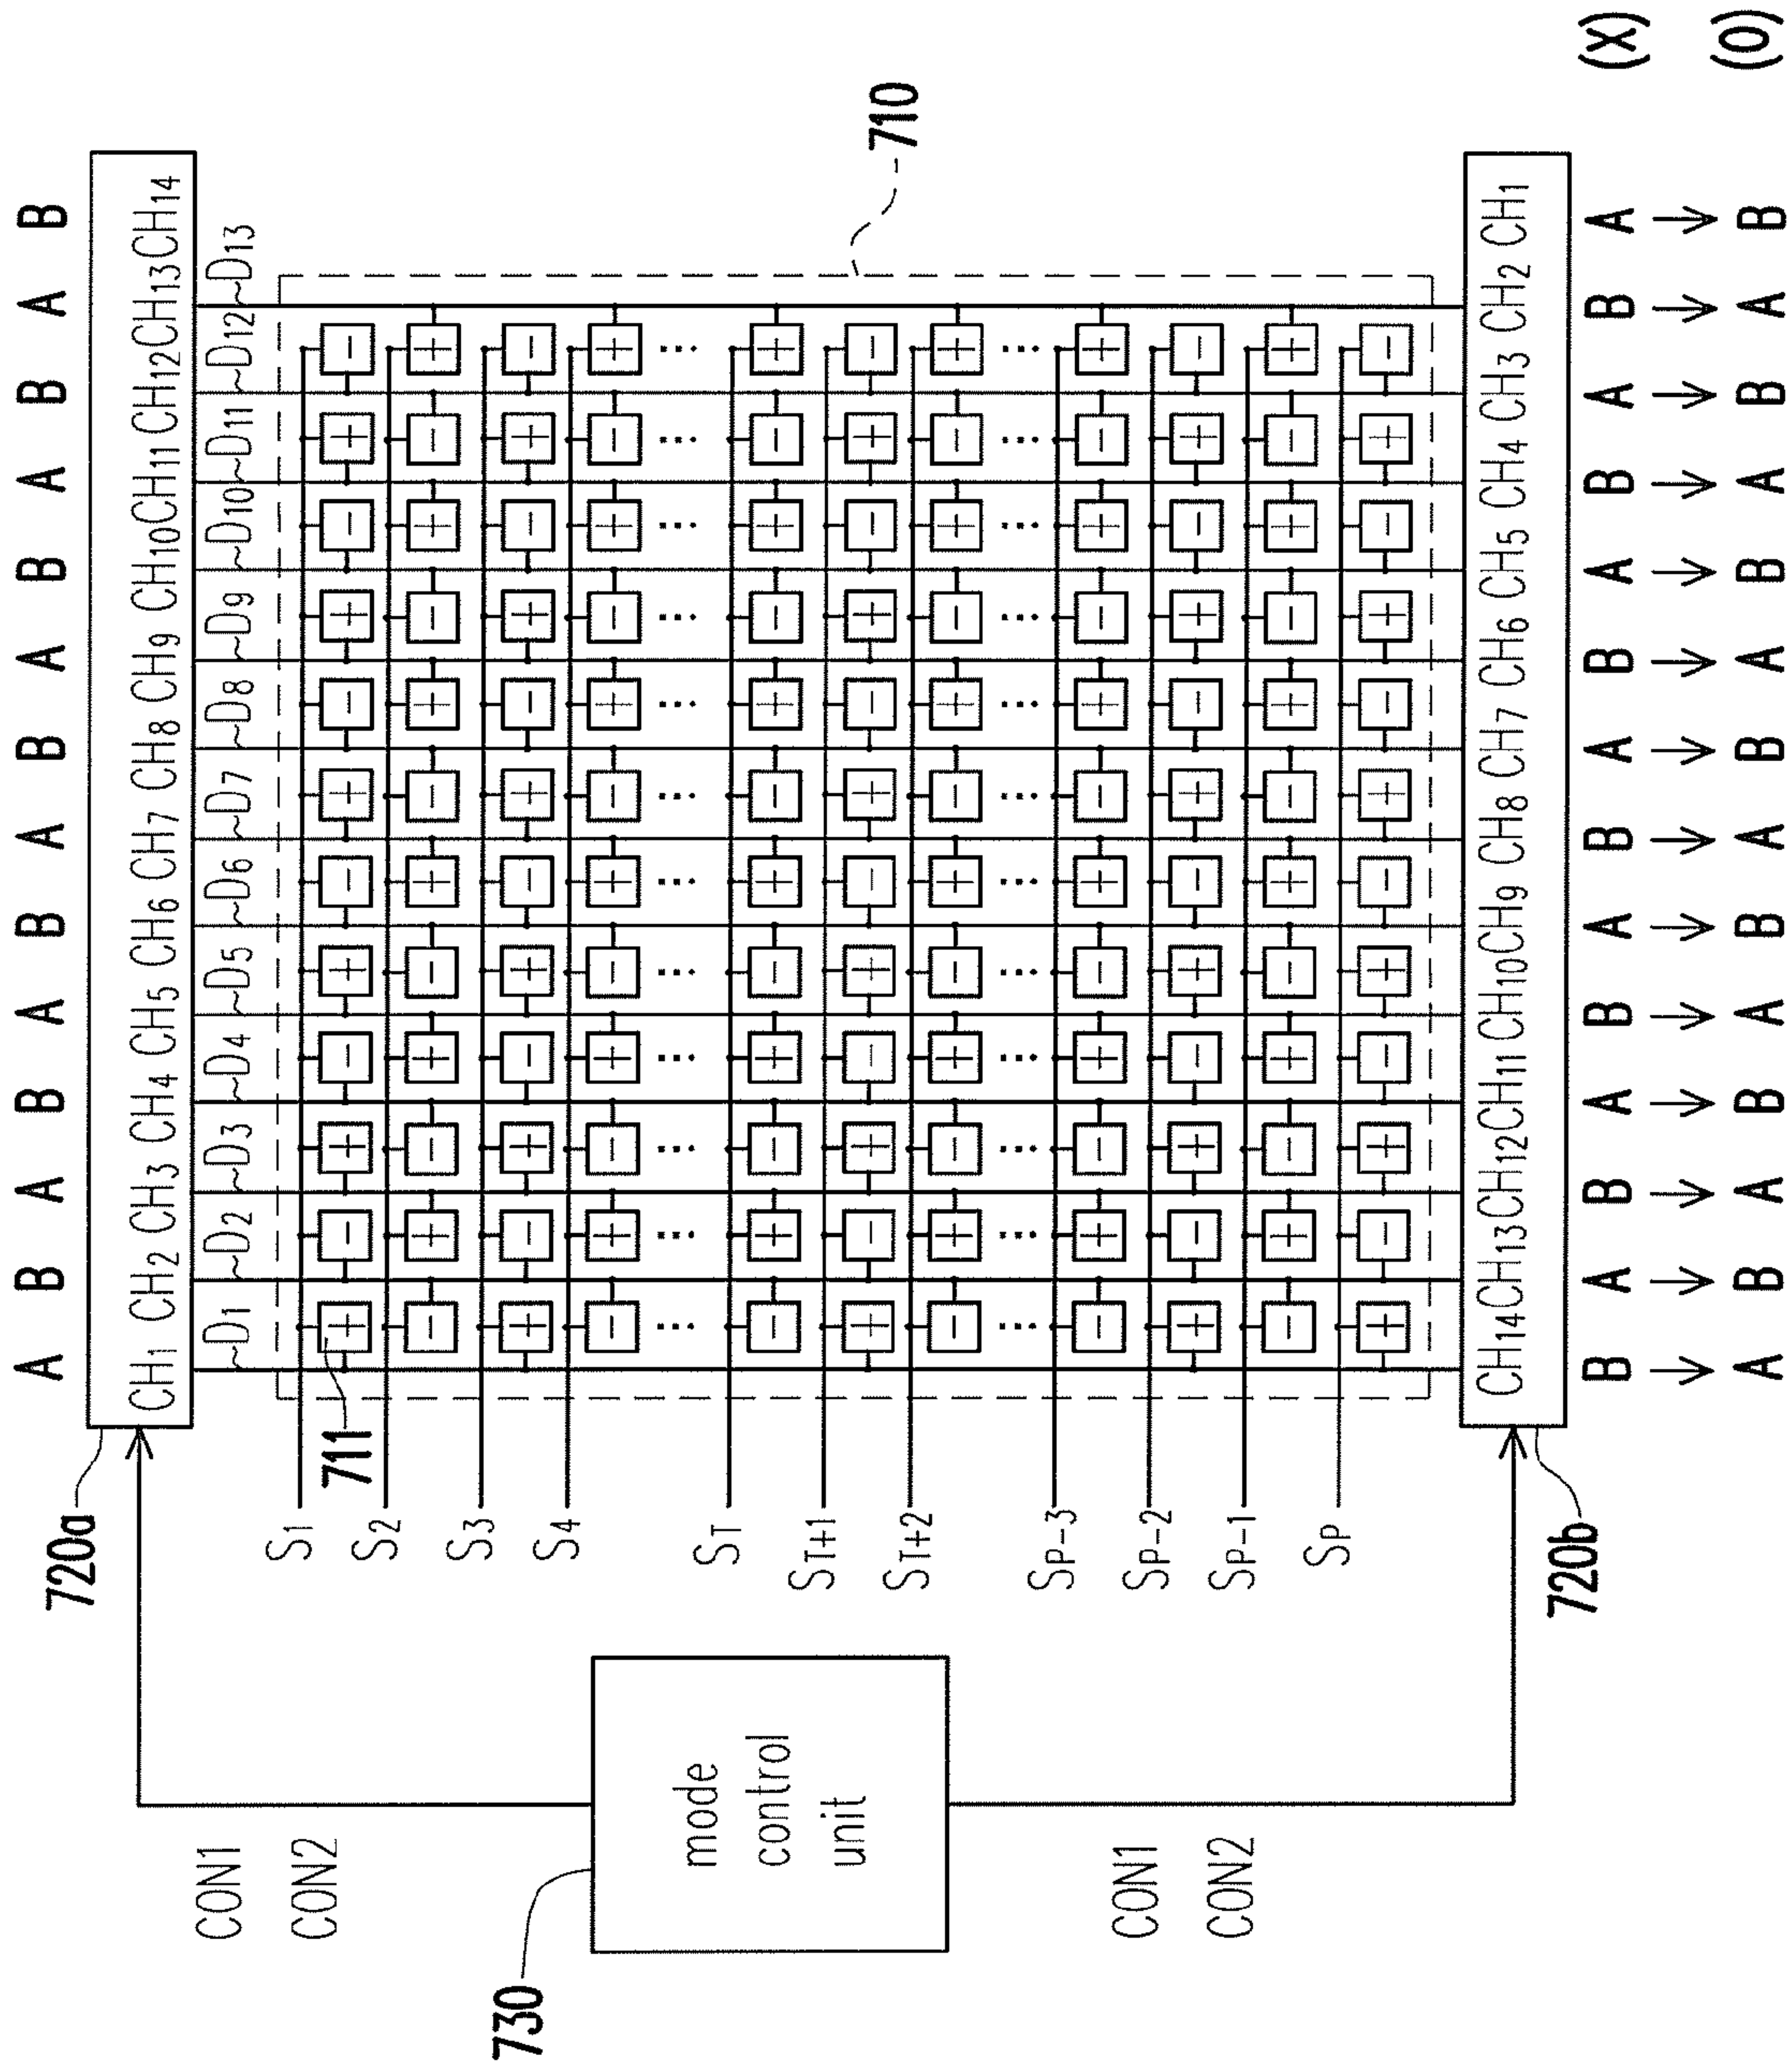 A B A B A B A B A B A B A B
720a
CH1 CH2 CH3 CH4 CH5 CH6 CH7 CH8 CH9 CH10 CH11 CH12 CH13 CH14
CON1
CON2
D1 D2 D3 D4 D5 D6 D7 D8 D9 D10 D11 D12 D13
S1
+ - + - + - + - + - + -
711
S2
- + - + - + - + - + - +
S3
+ - + - + - + - + - + -
S4
- + - + - + - + - + - +
... ... ... ... ... ...
710
730
mode
control
unit
ST
- + - + - + - + - + - +
ST+1
+ - + - + - + - + - + -
ST+2
- + - + - + - + - + - +
... ... ... ... ... ...
SP-3
- + - + - + - + - + - +
SP-2
+ - + - + - + - + - + -
SP-1
- + - + - + - + - + - +
SP
+ - + - + - + - + - + -
CON1
CON2
CH14 CH13 CH12 CH11 CH10 CH9 CH8 CH7 CH6 CH5 CH4 CH3 CH2 CH1
720b
B A B A B A B A B A B A B A (X)
A B A B A B A B A B A B A B (O)